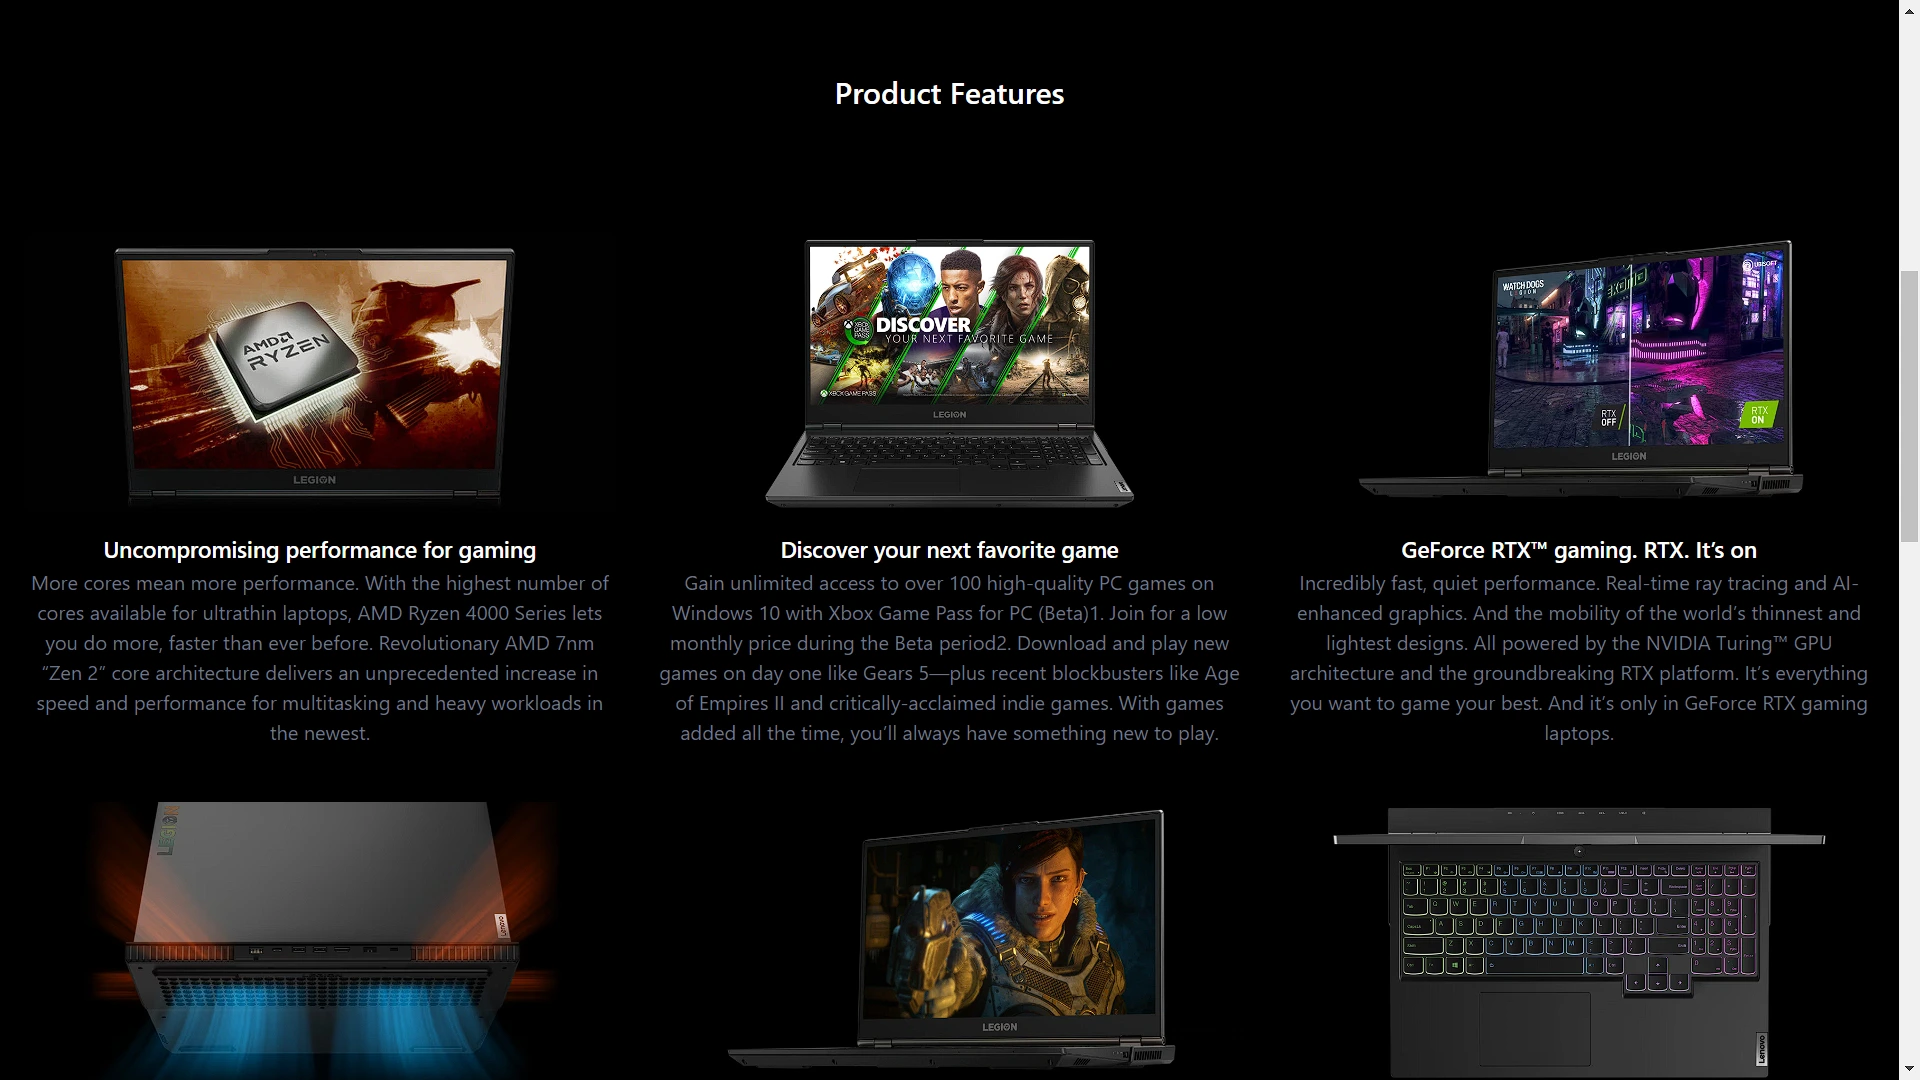 Product Features
AMD
RYZEN
LEGION
XBOX GAME PASS
DISCOVER
YOUR NEXT FAVORITE GAME
XBOX GAME PASS
LEGION
WATCH DOGS
LEGION
UBISOFT
RTX
OFF
RTX
ON
LEGION
Uncompromising performance for gaming
More cores mean more performance. With the highest number of
cores available for ultrathin laptops, AMD Ryzen 4000 Series lets
you do more, faster than ever before. Revolutionary AMD 7nm
“Zen 2” core architecture delivers an unprecedented increase in
speed and performance for multitasking and heavy workloads in
the newest.
Discover your next favorite game
Gain unlimited access to over 100 high-quality PC games on
Windows 10 with Xbox Game Pass for PC (Beta)1. Join for a low
monthly price during the Beta period2. Download and play new
games on day one like Gears 5—plus recent blockbusters like Age
of Empires II and critically-acclaimed indie games. With games
added all the time, you’ll always have something new to play.
GeForce RTX™ gaming. RTX. It’s on
Incredibly fast, quiet performance. Real-time ray tracing and AI-
enhanced graphics. And the mobility of the world’s thinnest and
lightest designs. All powered by the NVIDIA Turing™ GPU
architecture and the groundbreaking RTX platform. It’s everything
you want to game your best. And it’s only in GeForce RTX gaming
laptops.
LEGION
Lenovo
LEGION
Lenovo